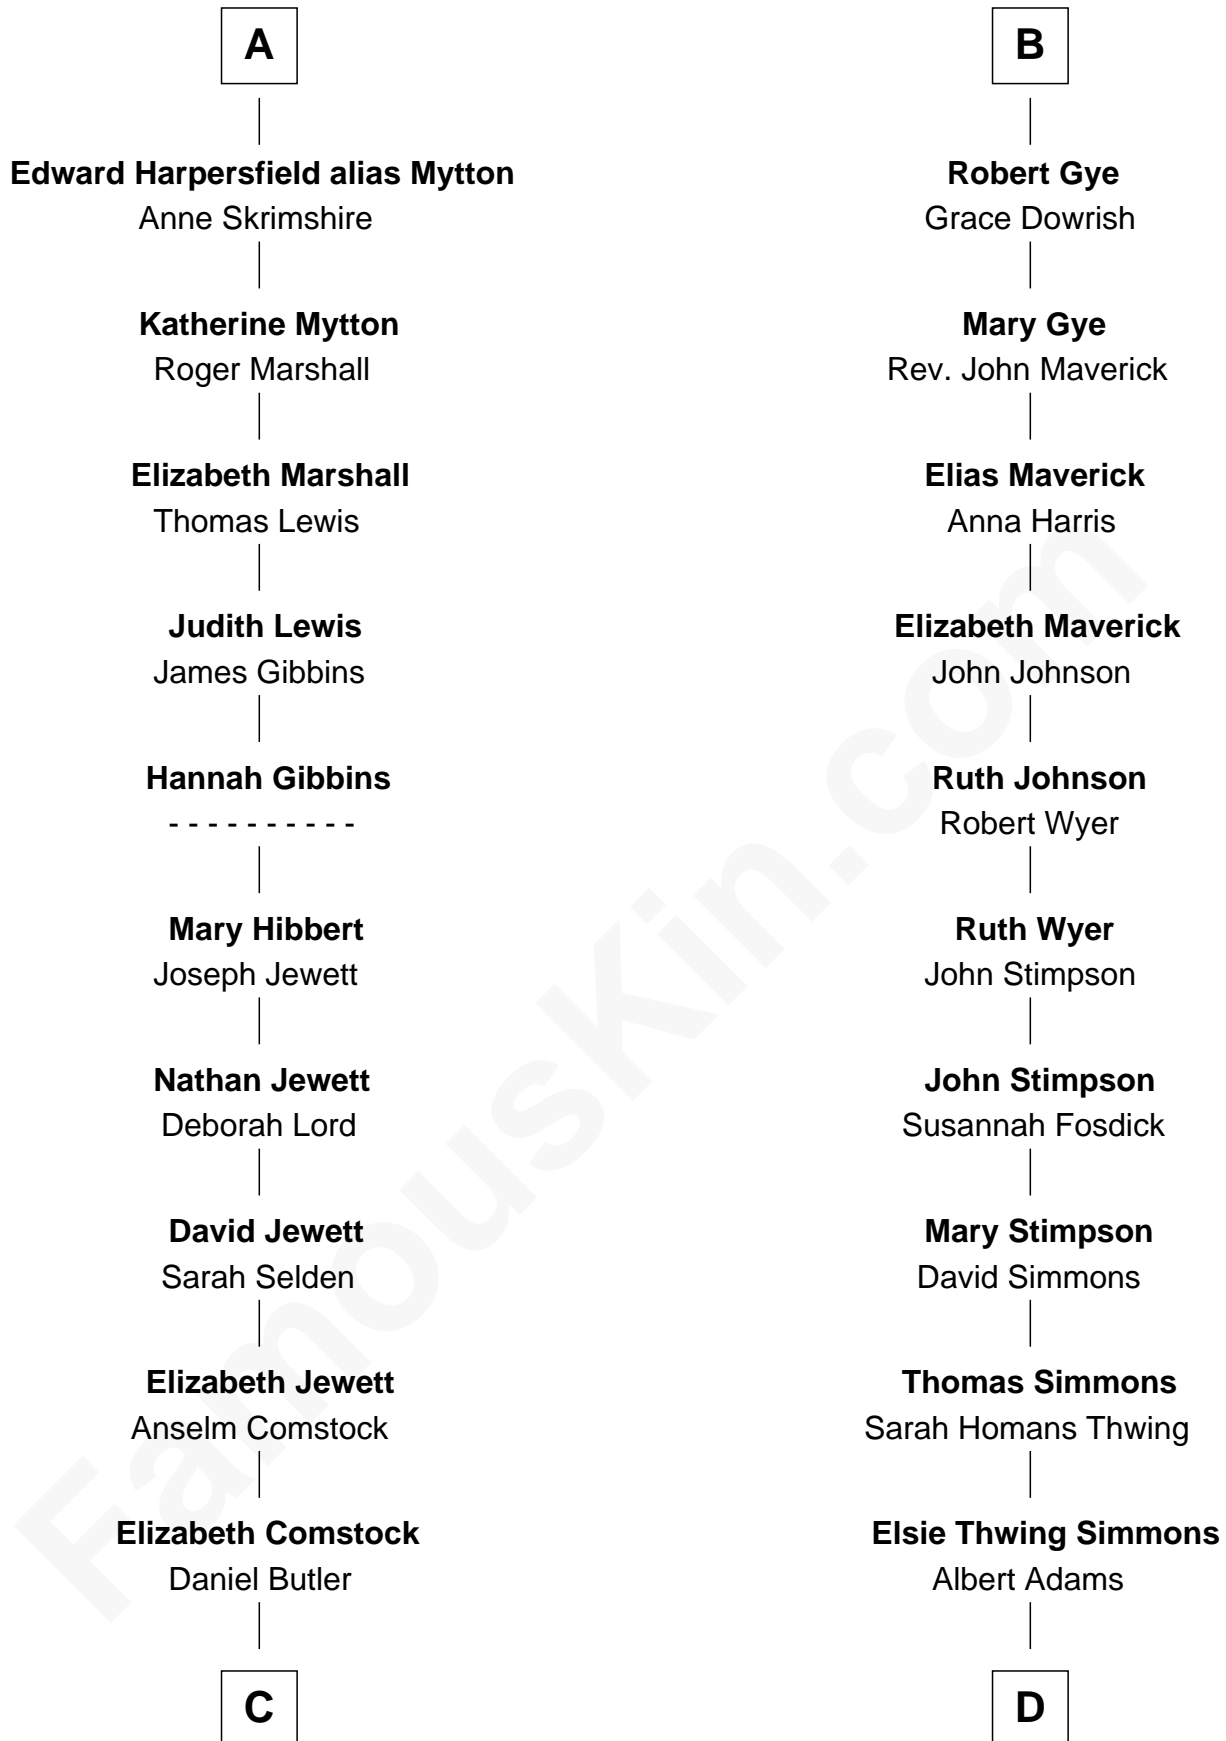 A
Edward Harpersfield alias Mytton
Anne Skrimshire
Katherine Mytton
Roger Marshall
Elizabeth Marshall
Thomas Lewis
Judith Lewis
James Gibbins
Hannah Gibbins
- - - - - - - - - -
Mary Hibbert
Joseph Jewett
Nathan Jewett
Deborah Lord
David Jewett
Sarah Selden
Elizabeth Jewett
Anselm Comstock
Elizabeth Comstock
Daniel Butler
C
B
Robert Gye
Grace Dowrish
Mary Gye
Rev. John Maverick
Elias Maverick
Anna Harris
Elizabeth Maverick
John Johnson
Ruth Johnson
Robert Wyer
Ruth Wyer
John Stimpson
John Stimpson
Susannah Fosdick
Mary Stimpson
David Simmons
Thomas Simmons
Sarah Homans Thwing
Elsie Thwing Simmons
Albert Adams
D
FamousKin.com